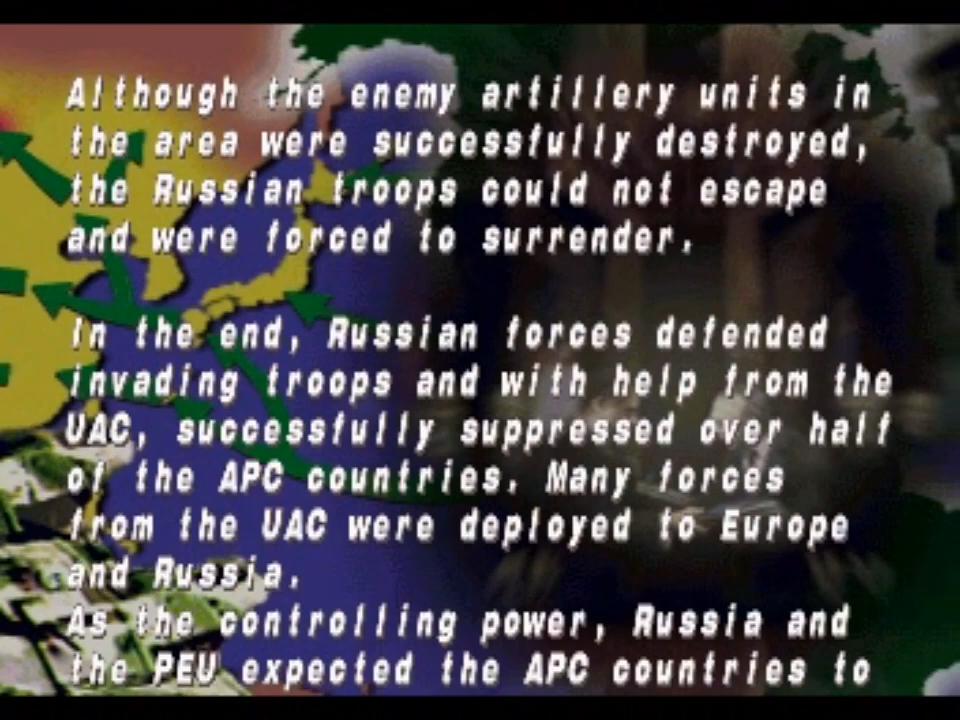 Although the enemy artillery units in
the area were successfully destroyed,
the Russian troops could not escape
and were forced to surrender.
In the end, Russian forces defended
invading troops and with help from the
UAC, successfully suppressed over half
of the APC countries. Many forces
from the UAC were deployed to Europe
and Russia.
As the controlling power, Russia and
the PEU expected the APC countries to